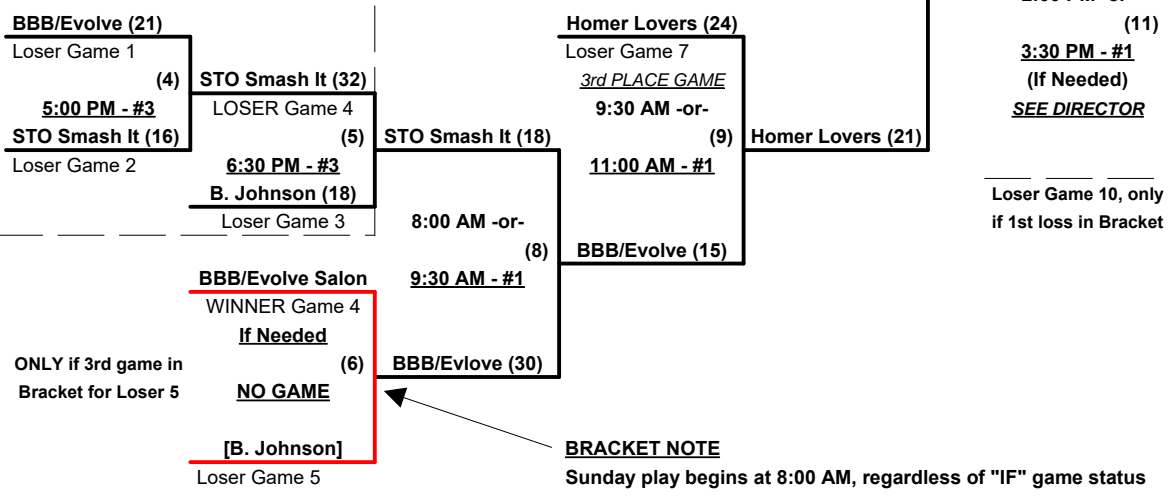 BBB/Evolve (21)
Loser Game 1
(4)
5:00 PM - #3
STO Smash It (16)
Loser Game 2
STO Smash It (32)
LOSER Game 4
(5)
6:30 PM - #3
B. Johnson (18)
Loser Game 3
BBB/Evolve Salon
WINNER Game 4
If Needed
(6)
NO GAME
[B. Johnson]
Loser Game 5
ONLY if 3rd game in
Bracket for Loser 5
STO Smash It (18)
8:00 AM -or-
(8)
9:30 AM - #1
BBB/Evlove (30)
Homer Lovers (24)
Loser Game 7
3rd PLACE GAME
9:30 AM -or-
(9)
11:00 AM - #1
BBB/Evolve (15)
Homer Lovers (21)
(11)
3:30 PM - #1
(If Needed)
SEE DIRECTOR
Loser Game 10, only
if 1st loss in Bracket
BRACKET NOTE
Sunday play begins at 8:00 AM, regardless of "IF" game status